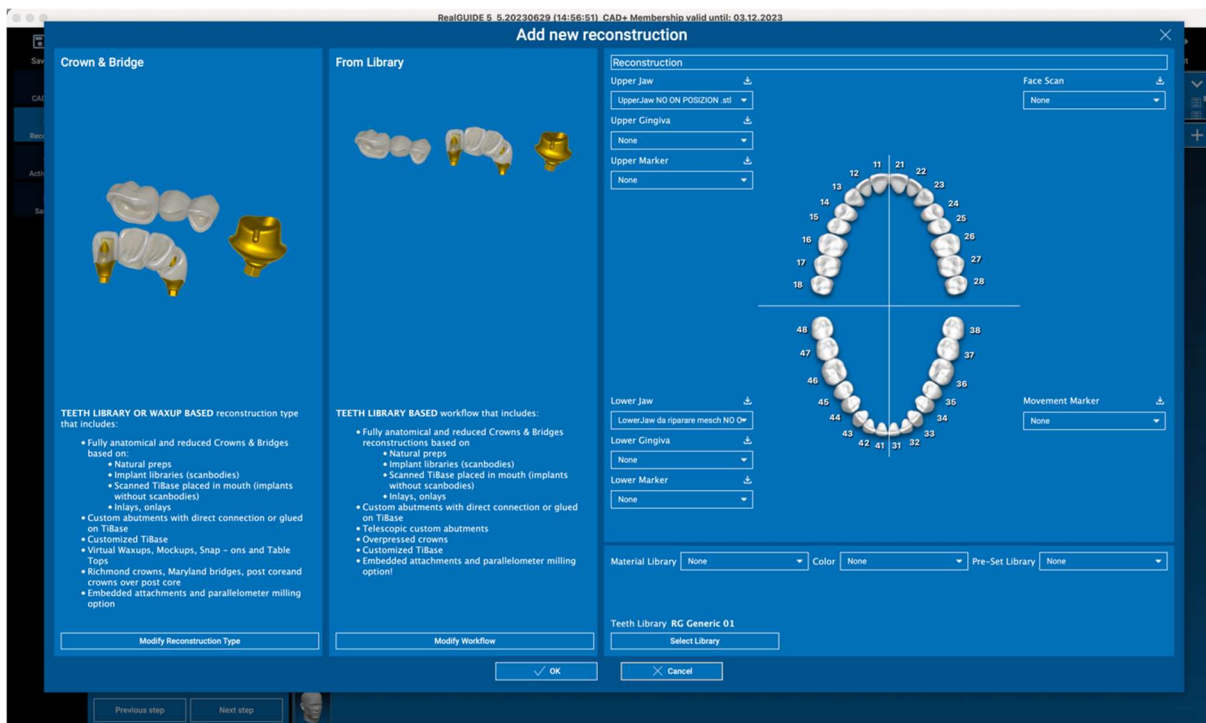 RealGUIDE 5 5.20230629 (14:56:51) CAD+ Membership valid until: 03.12.2023
Add new reconstruction
Crown & Bridge
TEETH LIBRARY OR WAXUP BASED reconstruction type
that includes:
• Fully anatomical and reduced Crowns & Bridges
based on:
• Natural preps
• Implant libraries (scanbodies)
• Scanned TiBase placed in mouth (implants
without scanbodies)
• Inlays, onlays
• Custom abutments with direct connection or glued
on TiBase
• Customized TiBase
• Virtual Waxups, Mockups, Snap – ons and Table
Tops
• Richmond crowns, Maryland bridges, post coreand
crowns over post core
• Embedded attachments and parallelometer milling
option
Modify Reconstruction Type
From Library
TEETH LIBRARY BASED workflow that includes:
• Fully anatomical and reduced Crowns & Bridges
reconstructions based on
• Natural preps
• Implant libraries (scanbodies)
• Scanned TiBase placed in mouth (implants
without scanbodies)
• Inlays, onlays
• Custom abutments with direct connection or glued
on TiBase
• Telescopic custom abutments
• Overpressed crowns
• Customized TiBase
• Embedded attachments and parallelometer milling
option!
Modify Workflow
Reconstruction
Upper Jaw
UpperJaw NO ON POSIZION .stl
Upper Gingiva
None
Upper Marker
None
Face Scan
None
11 21
12 22
13 23
14 24
15 25
16 26
17 27
18 28
48 38
47 37
46 36
45 35
44 34
43 33
42 41 31 32
Lower Jaw
LowerJaw da riparare mesch NO O
Lower Gingiva
None
Lower Marker
None
Movement Marker
None
Material Library None Color None Pre-Set Library None
Teeth Library RG Generic 01
Select Library
OK Cancel
Previous step Next step